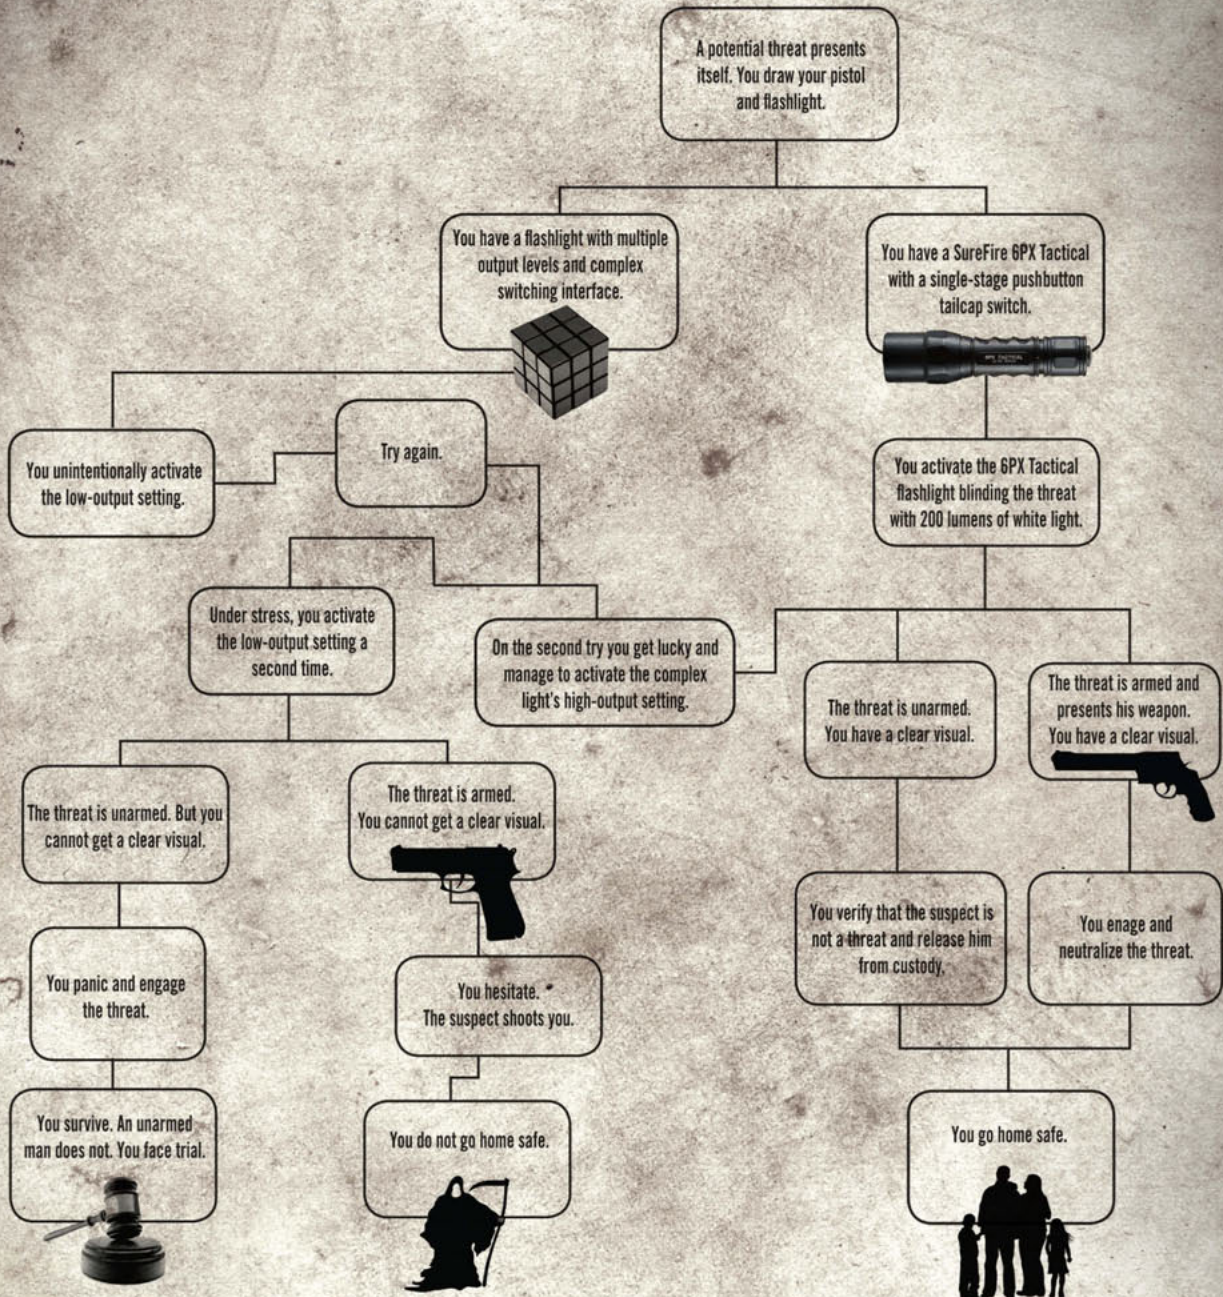 A potential threat presents
itself. You draw your pistol
and flashlight.
You have a flashlight with multiple
output levels and complex
switching interface.
You have a SureFire 6PX Tactical
with a single-stage pushbutton
tailcap switch.
6PX TACTICAL
You unintentionally activate
the low-output setting.
Try again.
You activate the 6PX Tactical
flashlight blinding the threat
with 200 lumens of white light.
Under stress, you activate
the low-output setting a
second time.
On the second try you get lucky and
manage to activate the complex
light's high-output setting.
The threat is unarmed.
You have a clear visual.
The threat is armed and
presents his weapon.
You have a clear visual.
The threat is unarmed. But you
cannot get a clear visual.
The threat is armed.
You cannot get a clear visual.
You verify that the suspect is
not a threat and release him
from custody.
You enage and
neutralize the threat.
You panic and engage
the threat.
You hesitate.
The suspect shoots you.
You survive. An unarmed
man does not. You face trial.
You do not go home safe.
You go home safe.